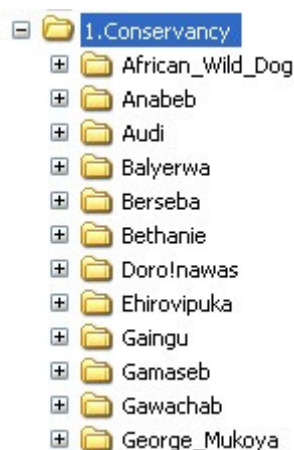 1.Conservancy
African_Wild_Dog
Anabeb
Audi
Balyerwa
Berseba
Bethanie
Doro!nawas
Ehirovipuka
Gaingu
Gamaseb
Gawachab
George_Mukoya